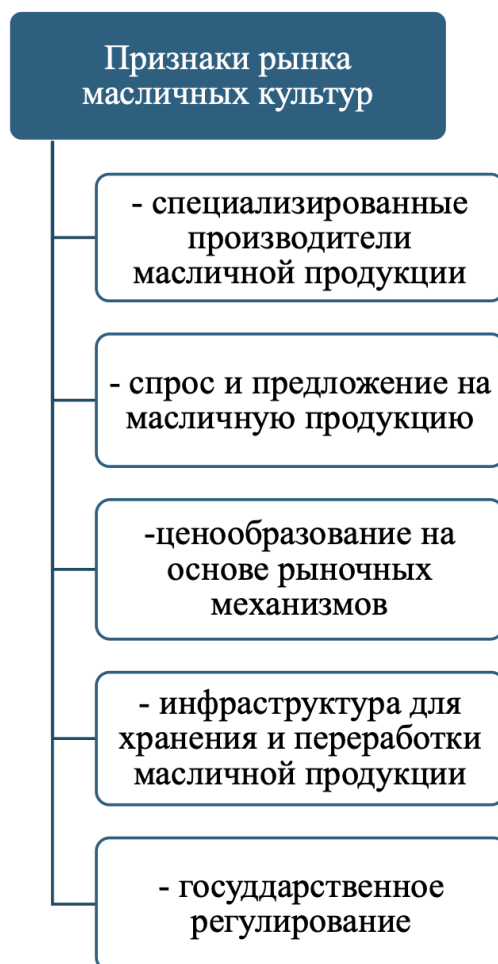 Признаки рынка
масличных культур
- специализированные
производители
масличной продукции
- спрос и предложение на
масличную продукцию
-ценообразование на
основе рыночных
механизмов
- инфраструктура для
хранения и переработки
масличной продукции
- госуддарственное
регулирование